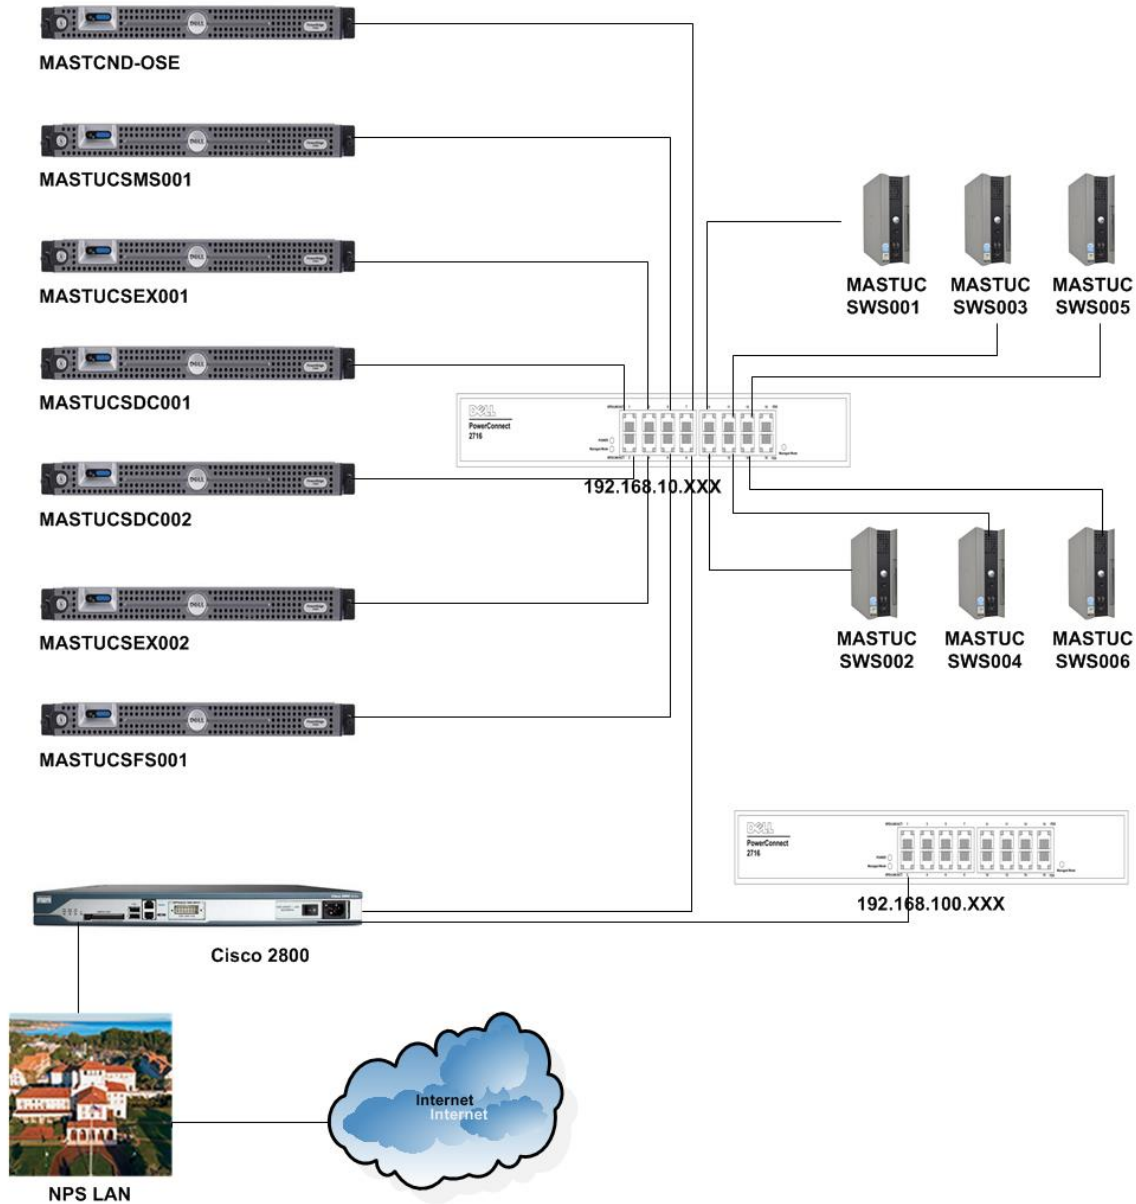 MASTCND-OSE
MASTUCSMS001
MASTUCSEX001
MASTUCSDC001
MASTUCSDC002
MASTUCSEX002
MASTUCSFS001
MASTUC
SWS001
MASTUC
SWS003
MASTUC
SWS005
DELL
PowerConnect
2716
192.168.10.XXX
MASTUC
SWS002
MASTUC
SWS004
MASTUC
SWS006
DELL
PowerConnect
2716
192.168.100.XXX
Cisco 2800
Internet
Internet
NPS LAN